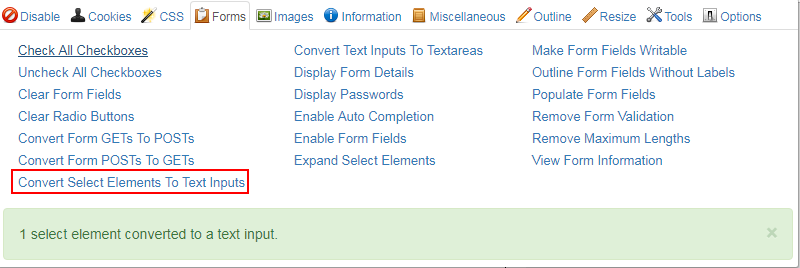 Disable Cookies CSS Forms Images Information Miscellaneous Outline Resize Tools Options
Check All Checkboxes
Uncheck All Checkboxes
Clear Form Fields
Clear Radio Buttons
Convert Form GETs To POSTs
Convert Form POSTs To GETs
Convert Select Elements To Text Inputs
Convert Text Inputs To Textareas
Display Form Details
Display Passwords
Enable Auto Completion
Enable Form Fields
Expand Select Elements
Make Form Fields Writable
Outline Form Fields Without Labels
Populate Form Fields
Remove Form Validation
Remove Maximum Lengths
View Form Information
1 select element converted to a text input.
×